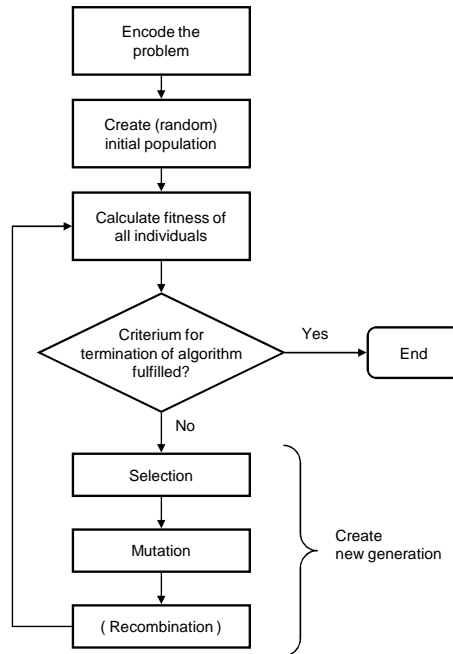 Encode the
problem
Create (random)
initial population
Calculate fitness of
all individuals
Criterium for
termination of algorithm
fulfilled?
Yes
End
No
Selection
Mutation
( Recombination )
Create
new generation